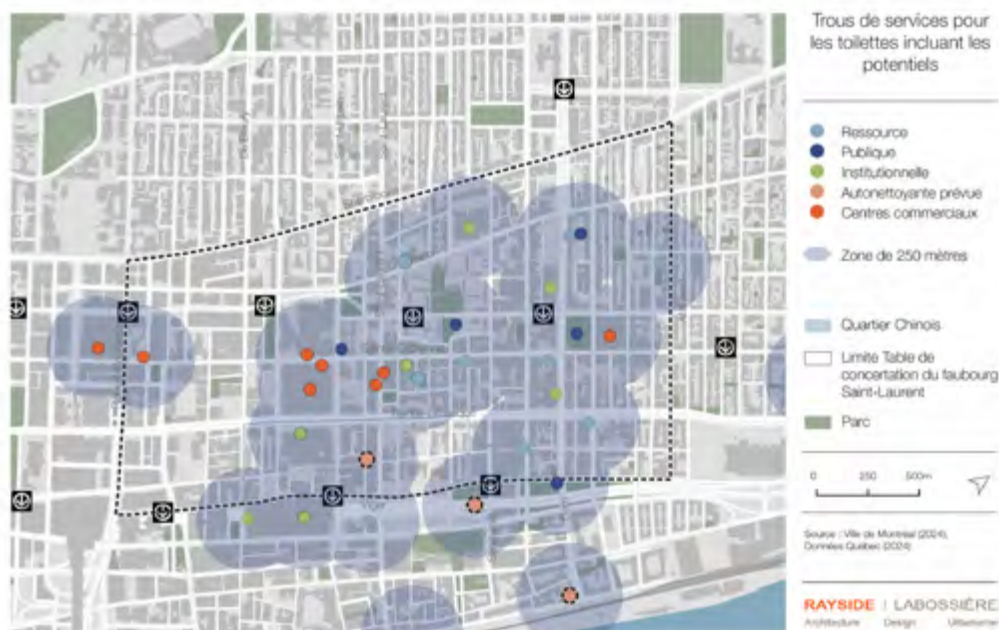 Trous de services pour
les toilettes incluant les
potentiels
Ressource
Publique
Institutionnelle
Autonettoyante prévue
Centres commerciaux
Zone de 250 mètres
Quartier Chinois
Limite Table de
concertation du faubourg
Saint-Laurent
Parc
0 250 500m
Source : Ville de Montréal (2024),
Données Québec (2024)
RAYSIDE | LABOSSIÈRE
Architecture Design Urbanisme